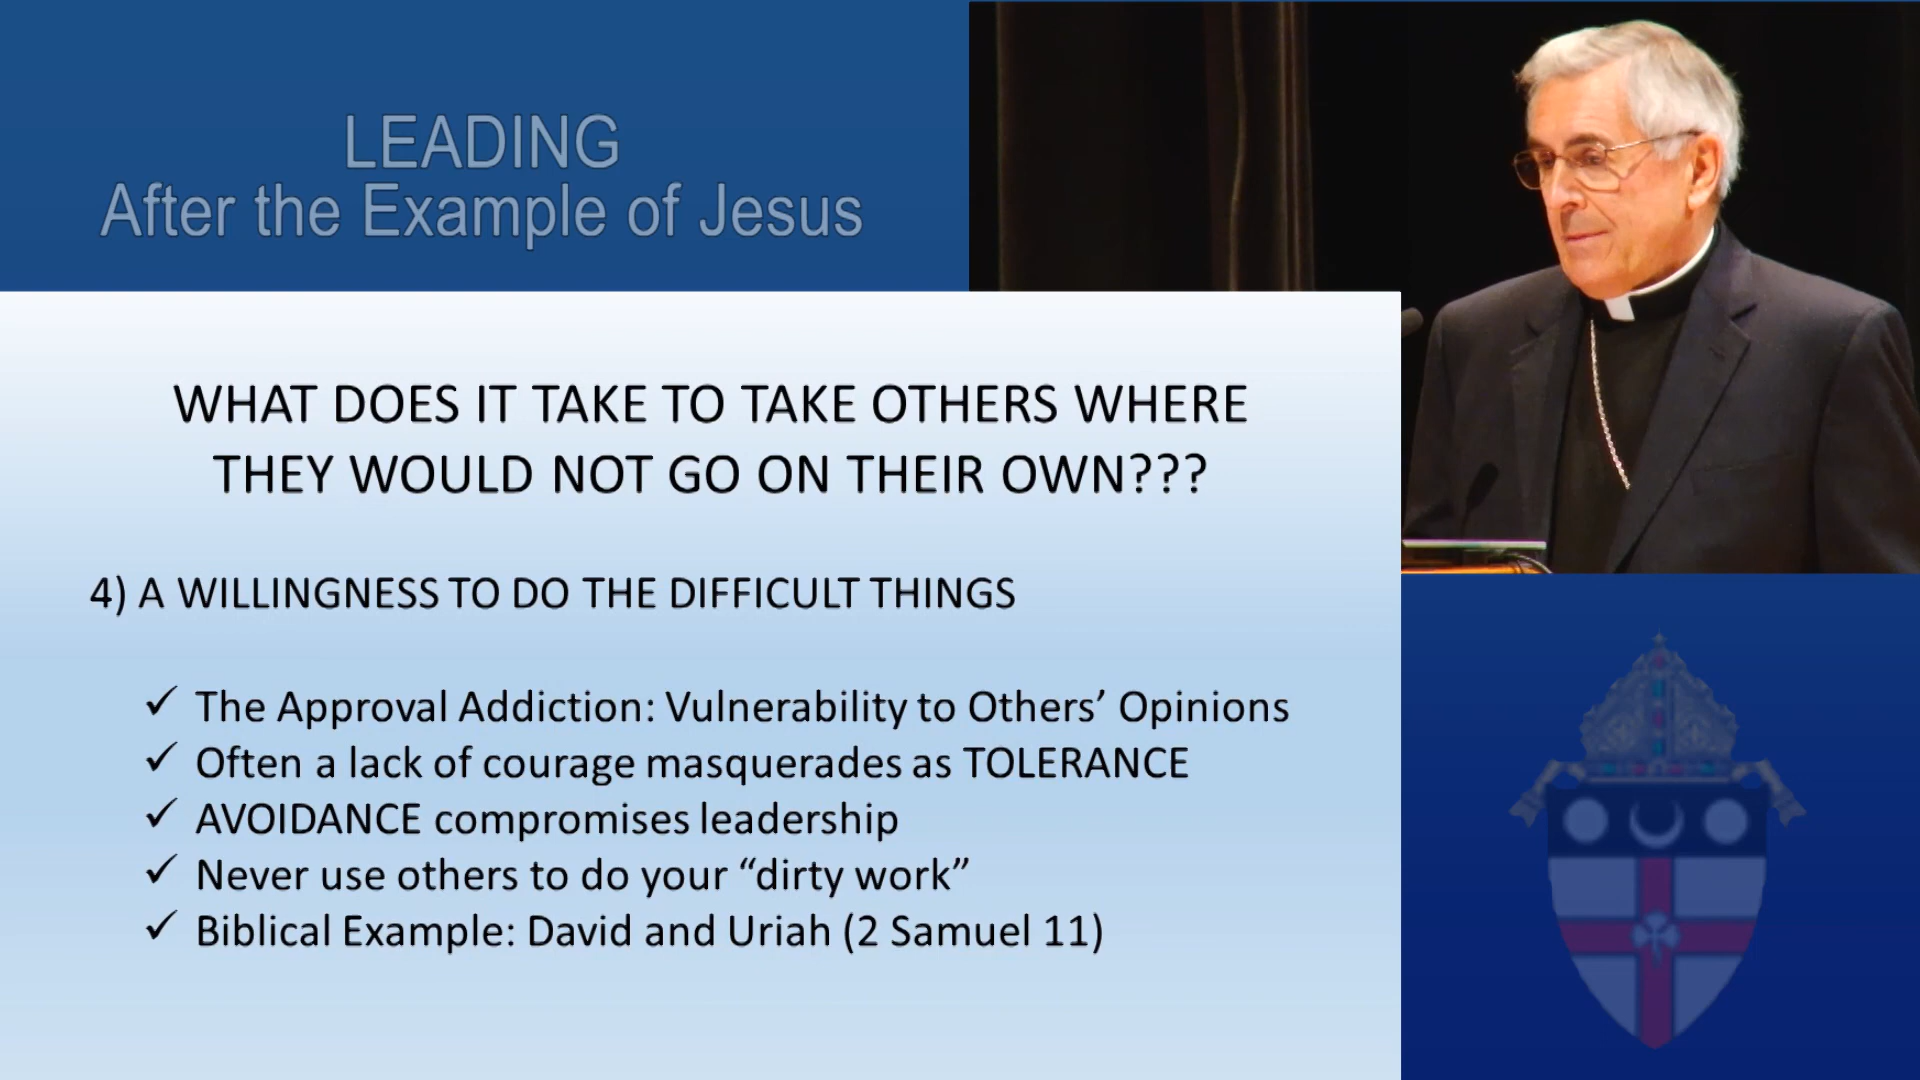 LEADING
After the Example of Jesus
WHAT DOES IT TAKE TO TAKE OTHERS WHERE
THEY WOULD NOT GO ON THEIR OWN???
4) A WILLINGNESS TO DO THE DIFFICULT THINGS
✓ The Approval Addiction: Vulnerability to Others’ Opinions
✓ Often a lack of courage masquerades as TOLERANCE
✓ AVOIDANCE compromises leadership
✓ Never use others to do your “dirty work”
✓ Biblical Example: David and Uriah (2 Samuel 11)